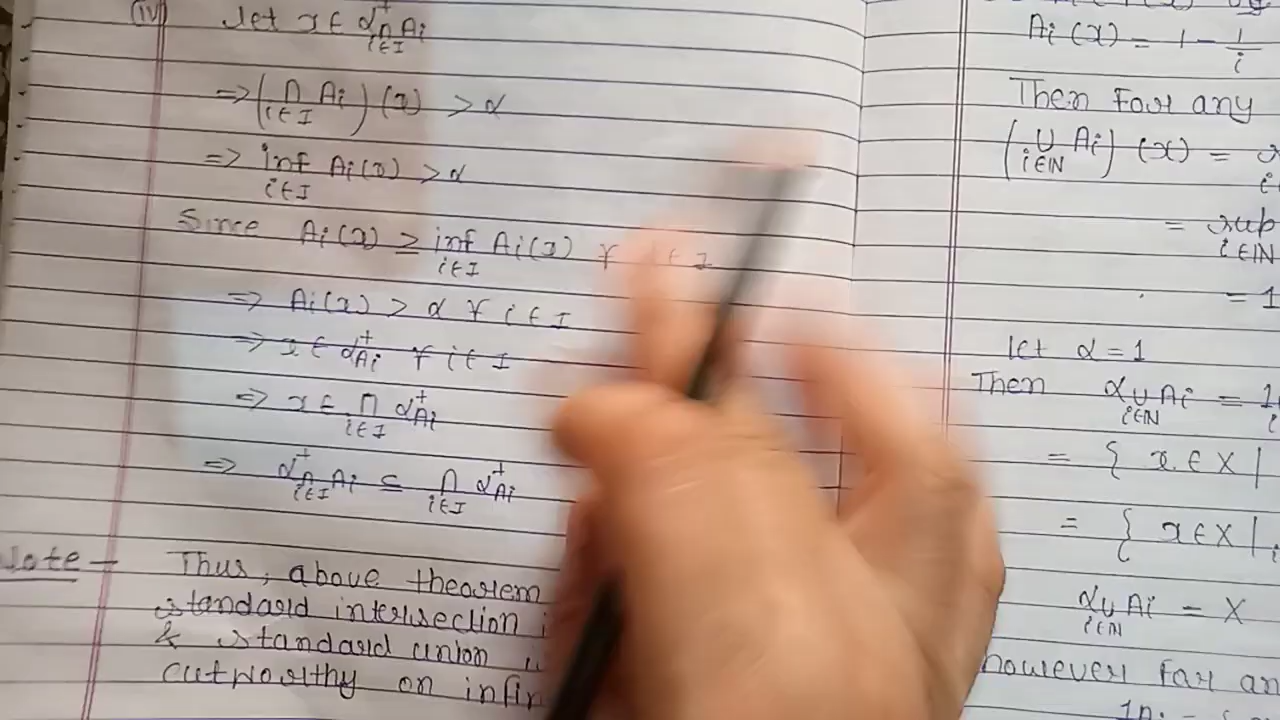 (iv) Let x ∈ α⁺∩Ai
i∈I
⇒ (∩ Ai) (x) > α
i∈I
⇒ inf Ai(x) > α
i∈I
Since Ai(x) ≥ inf Ai(x) ∀ i ∈ I
i∈I
⇒ Ai(x) > α ∀ i ∈ I
⇒ x ∈ α⁺Ai ∀ i ∈ I
⇒ x ∈ ∩ α⁺Ai
i∈I
⇒ α⁺∩Ai ⊆ ∩ α⁺Ai
i∈I i∈I
Note - Thus, above theorem
standard intersection
& standard union
cutworthy on infin
Ai(x) = 1 - 1/i
Then For any
(∪ Ai) (x) =
i∈N
= sup
i∈N
= 1
let α = 1
Then α∪Ai = 1
i∈N
= { x ∈ X |
= { x ∈ X |
α∪Ai = X
i∈N
however For an